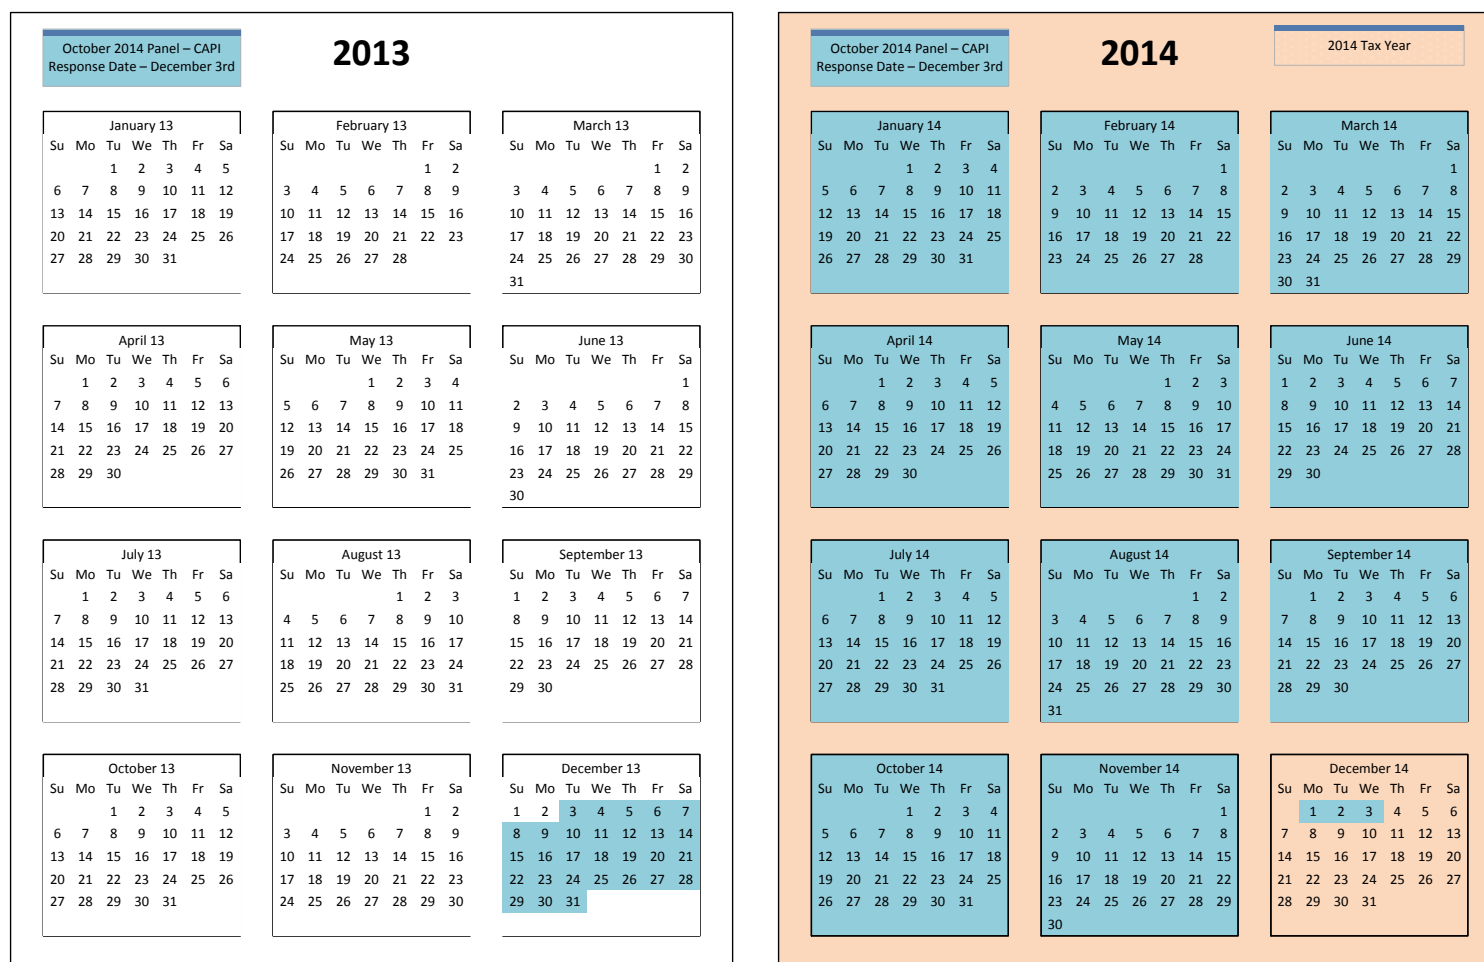 October 2014 Panel – CAPI
Response Date – December 3rd
2013
January 13
Su Mo Tu We Th Fr Sa
1 2 3 4 5
6 7 8 9 10 11 12
13 14 15 16 17 18 19
20 21 22 23 24 25 26
27 28 29 30 31
February 13
Su Mo Tu We Th Fr Sa
1 2
3 4 5 6 7 8 9
10 11 12 13 14 15 16
17 18 19 20 21 22 23
24 25 26 27 28
March 13
Su Mo Tu We Th Fr Sa
1 2
3 4 5 6 7 8 9
10 11 12 13 14 15 16
17 18 19 20 21 22 23
24 25 26 27 28 29 30
31
April 13
Su Mo Tu We Th Fr Sa
1 2 3 4 5 6
7 8 9 10 11 12 13
14 15 16 17 18 19 20
21 22 23 24 25 26 27
28 29 30
May 13
Su Mo Tu We Th Fr Sa
1 2 3 4
5 6 7 8 9 10 11
12 13 14 15 16 17 18
19 20 21 22 23 24 25
26 27 28 29 30 31
June 13
Su Mo Tu We Th Fr Sa
1
2 3 4 5 6 7 8
9 10 11 12 13 14 15
16 17 18 19 20 21 22
23 24 25 26 27 28 29
30
July 13
Su Mo Tu We Th Fr Sa
1 2 3 4 5 6
7 8 9 10 11 12 13
14 15 16 17 18 19 20
21 22 23 24 25 26 27
28 29 30 31
August 13
Su Mo Tu We Th Fr Sa
1 2 3
4 5 6 7 8 9 10
11 12 13 14 15 16 17
18 19 20 21 22 23 24
25 26 27 28 29 30 31
September 13
Su Mo Tu We Th Fr Sa
1 2 3 4 5 6 7
8 9 10 11 12 13 14
15 16 17 18 19 20 21
22 23 24 25 26 27 28
29 30
October 13
Su Mo Tu We Th Fr Sa
1 2 3 4 5
6 7 8 9 10 11 12
13 14 15 16 17 18 19
20 21 22 23 24 25 26
27 28 29 30 31
November 13
Su Mo Tu We Th Fr Sa
1 2
3 4 5 6 7 8 9
10 11 12 13 14 15 16
17 18 19 20 21 22 23
24 25 26 27 28 29 30
December 13
Su Mo Tu We Th Fr Sa
1 2 3 4 5 6 7
8 9 10 11 12 13 14
15 16 17 18 19 20 21
22 23 24 25 26 27 28
29 30 31
October 2014 Panel – CAPI
Response Date – December 3rd
2014
2014 Tax Year
January 14
Su Mo Tu We Th Fr Sa
1 2 3 4
5 6 7 8 9 10 11
12 13 14 15 16 17 18
19 20 21 22 23 24 25
26 27 28 29 30 31
February 14
Su Mo Tu We Th Fr Sa
1
2 3 4 5 6 7 8
9 10 11 12 13 14 15
16 17 18 19 20 21 22
23 24 25 26 27 28
March 14
Su Mo Tu We Th Fr Sa
1
2 3 4 5 6 7 8
9 10 11 12 13 14 15
16 17 18 19 20 21 22
23 24 25 26 27 28 29
30 31
April 14
Su Mo Tu We Th Fr Sa
1 2 3 4 5
6 7 8 9 10 11 12
13 14 15 16 17 18 19
20 21 22 23 24 25 26
27 28 29 30
May 14
Su Mo Tu We Th Fr Sa
1 2 3
4 5 6 7 8 9 10
11 12 13 14 15 16 17
18 19 20 21 22 23 24
25 26 27 28 29 30 31
June 14
Su Mo Tu We Th Fr Sa
1 2 3 4 5 6 7
8 9 10 11 12 13 14
15 16 17 18 19 20 21
22 23 24 25 26 27 28
29 30
July 14
Su Mo Tu We Th Fr Sa
1 2 3 4 5
6 7 8 9 10 11 12
13 14 15 16 17 18 19
20 21 22 23 24 25 26
27 28 29 30 31
August 14
Su Mo Tu We Th Fr Sa
1 2
3 4 5 6 7 8 9
10 11 12 13 14 15 16
17 18 19 20 21 22 23
24 25 26 27 28 29 30
31
September 14
Su Mo Tu We Th Fr Sa
1 2 3 4 5 6
7 8 9 10 11 12 13
14 15 16 17 18 19 20
21 22 23 24 25 26 27
28 29 30
October 14
Su Mo Tu We Th Fr Sa
1 2 3 4
5 6 7 8 9 10 11
12 13 14 15 16 17 18
19 20 21 22 23 24 25
26 27 28 29 30 31
November 14
Su Mo Tu We Th Fr Sa
1
2 3 4 5 6 7 8
9 10 11 12 13 14 15
16 17 18 19 20 21 22
23 24 25 26 27 28 29
30
December 14
Su Mo Tu We Th Fr Sa
1 2 3 4 5 6
7 8 9 10 11 12 13
14 15 16 17 18 19 20
21 22 23 24 25 26 27
28 29 30 31